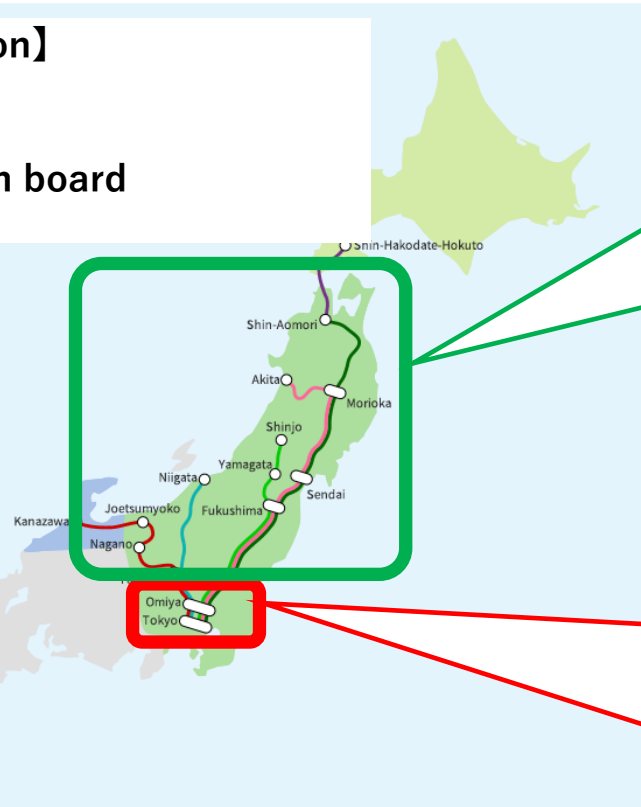 on】
n board
Shin-Hakodate-Hokuto
Shin-Aomori
Akita
Morioka
Shinjo
Yamagata
Niigata
Sendai
Joetsumyoko
Fukushima
Kanazawa
Nagano
Omiya
Tokyo